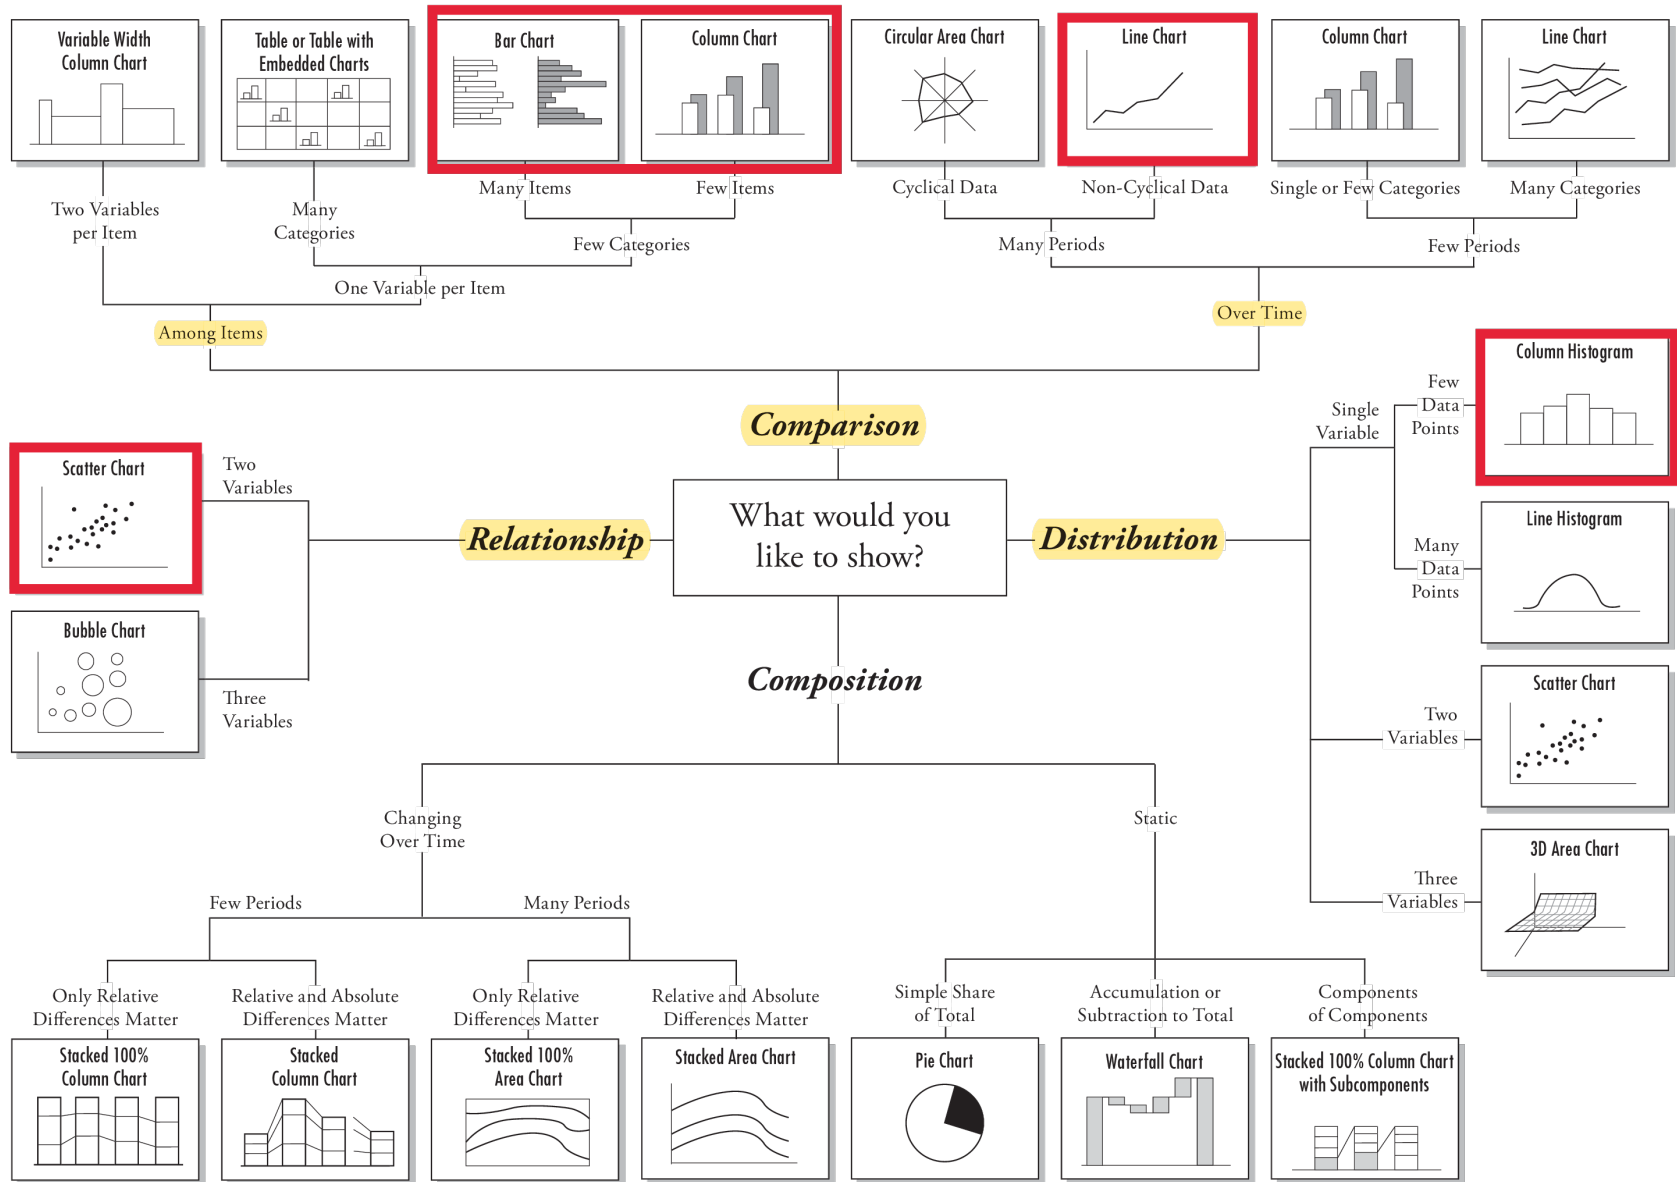 Variable Width
Column Chart
Table or Table with
Embedded Charts
Bar Chart
Column Chart
Circular Area Chart
Line Chart
Column Chart
Line Chart
Two Variables
per Item
Many
Categories
Many Items
Few Items
Cyclical Data
Non-Cyclical Data
Single or Few Categories
Many Categories
Few Categories
Many Periods
Few Periods
One Variable per Item
Among Items
Over Time
Comparison
What would you
like to show?
Relationship
Two
Variables
Scatter Chart
Three
Variables
Bubble Chart
Distribution
Single
Variable
Few
Data
Points
Column Histogram
Many
Data
Points
Line Histogram
Two
Variables
Scatter Chart
Three
Variables
3D Area Chart
Composition
Changing
Over Time
Static
Few Periods
Many Periods
Only Relative
Differences Matter
Relative and Absolute
Differences Matter
Only Relative
Differences Matter
Relative and Absolute
Differences Matter
Simple Share
of Total
Accumulation or
Subtraction to Total
Components
of Components
Stacked 100%
Column Chart
Stacked
Column Chart
Stacked 100%
Area Chart
Stacked Area Chart
Pie Chart
Waterfall Chart
Stacked 100% Column Chart
with Subcomponents